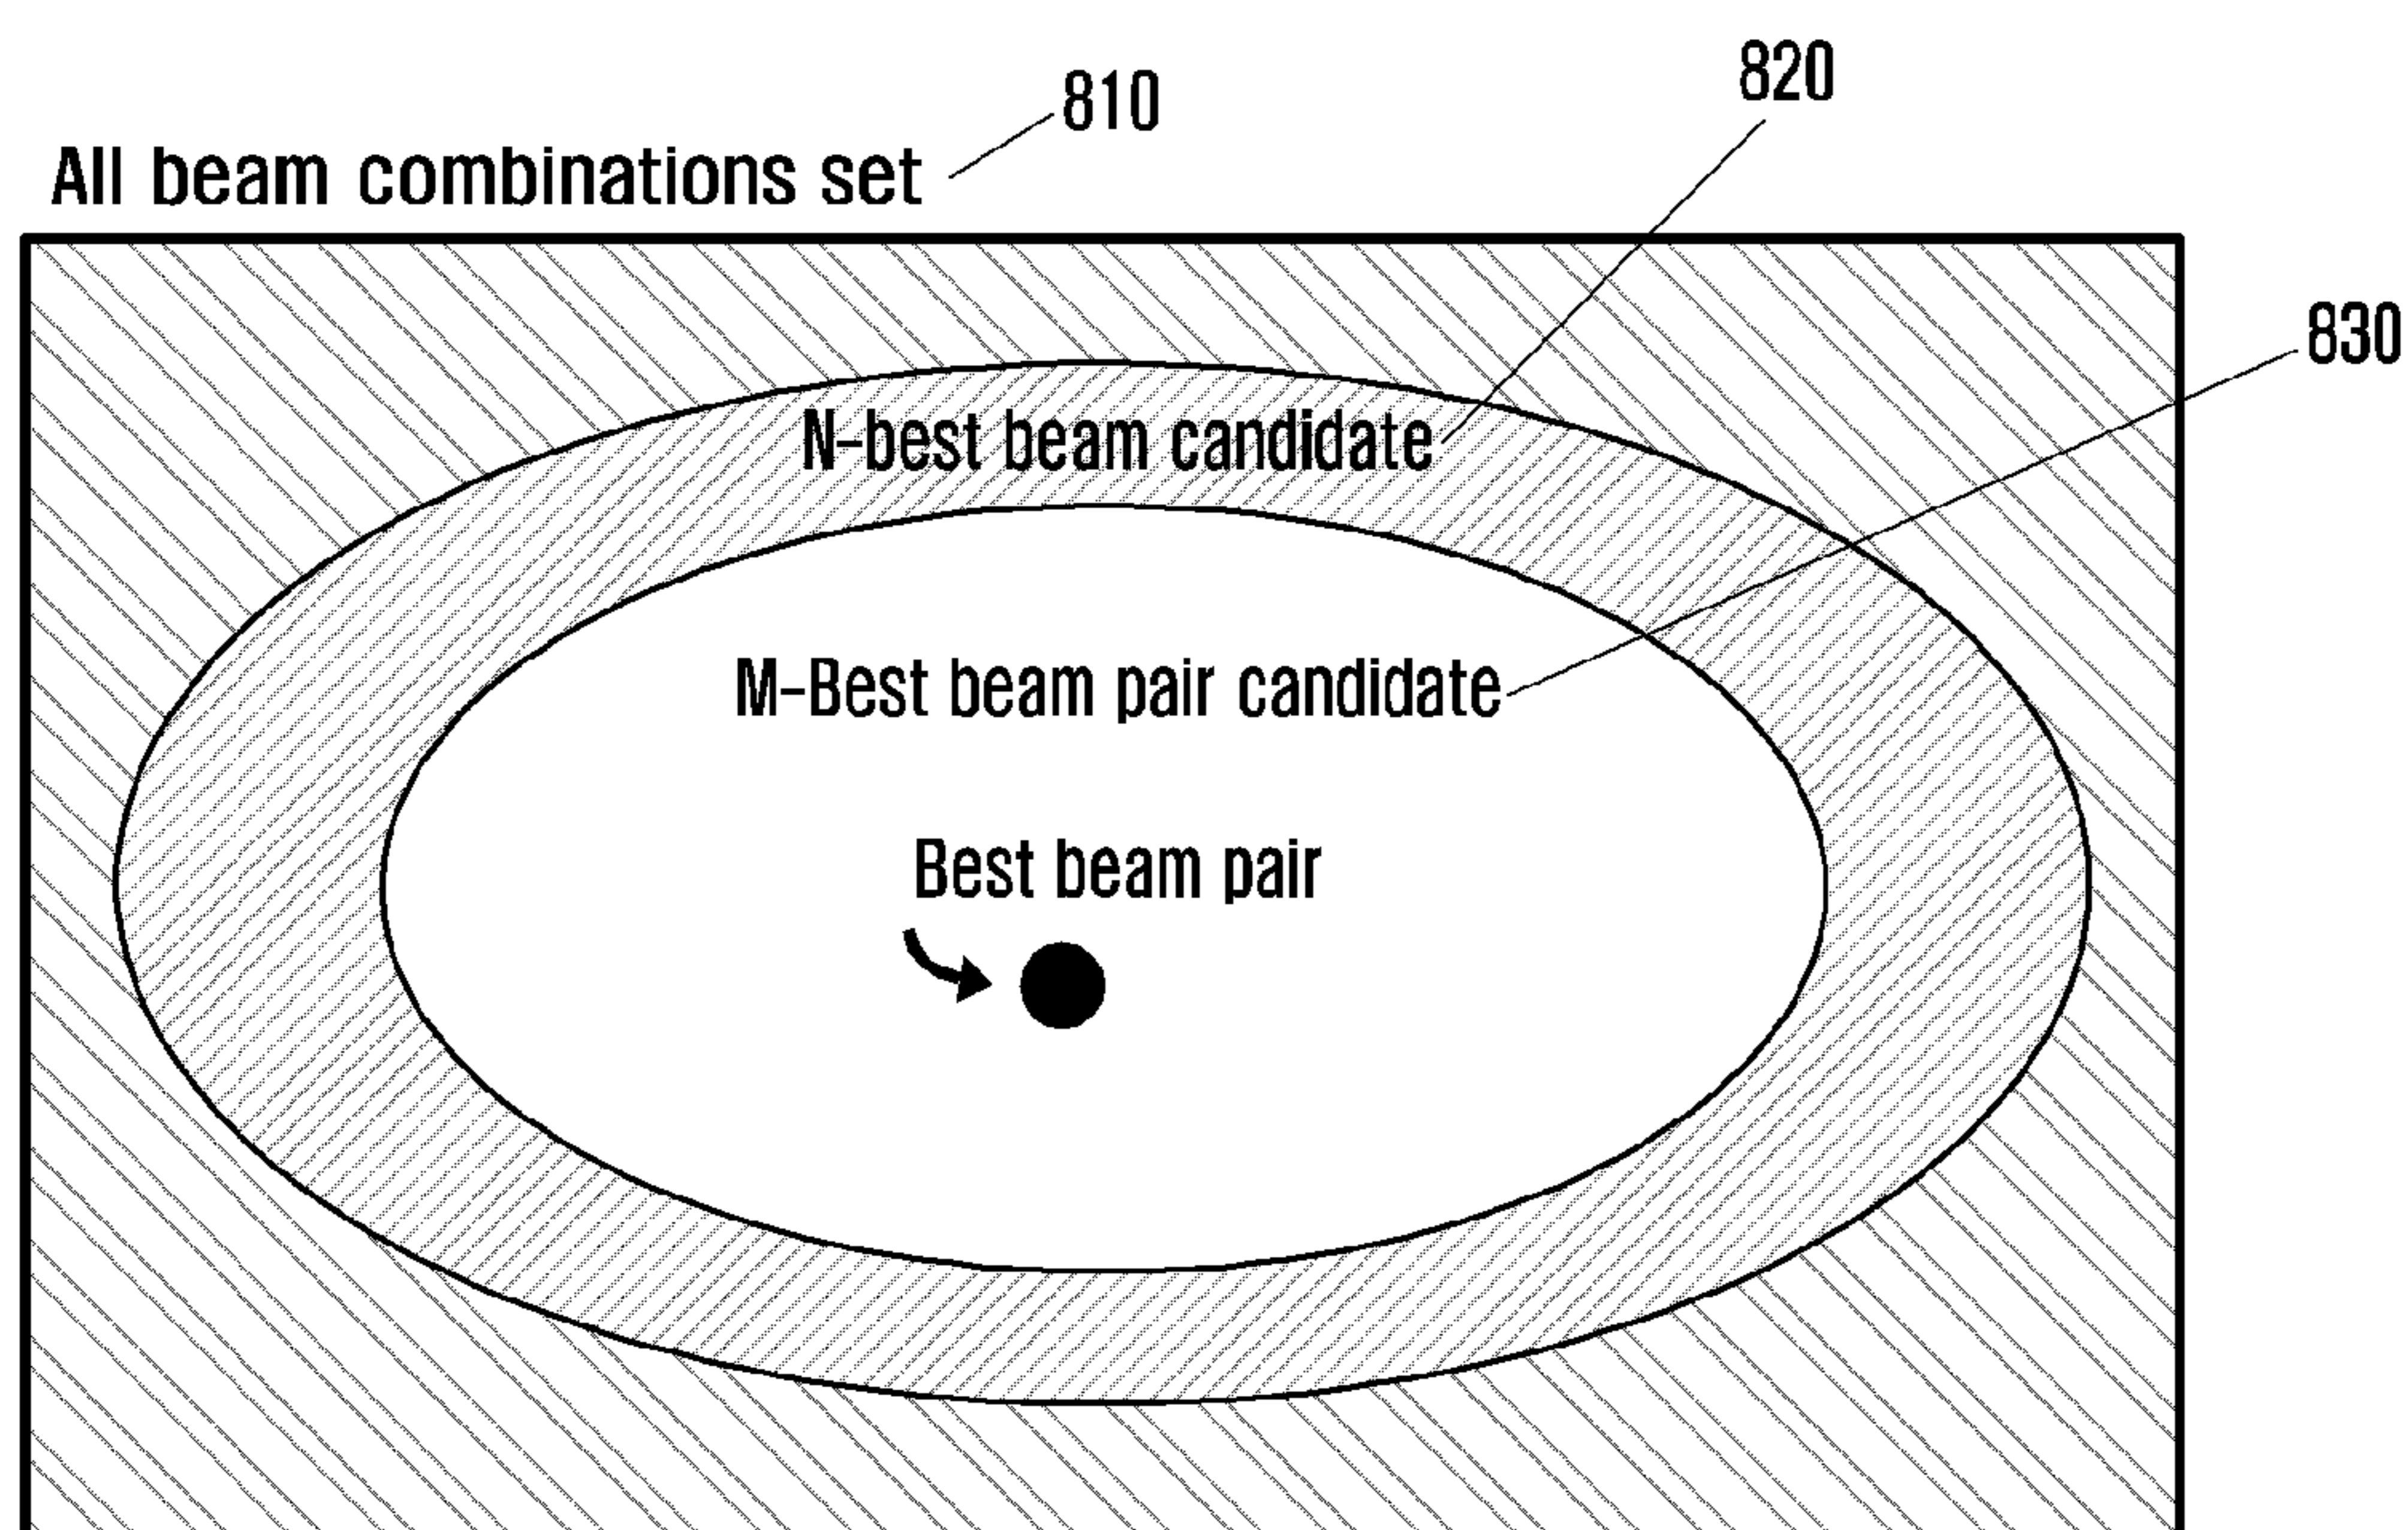 820
810
All beam combinations set
830
N-best beam candidate
M-Best beam pair candidate
Best beam pair